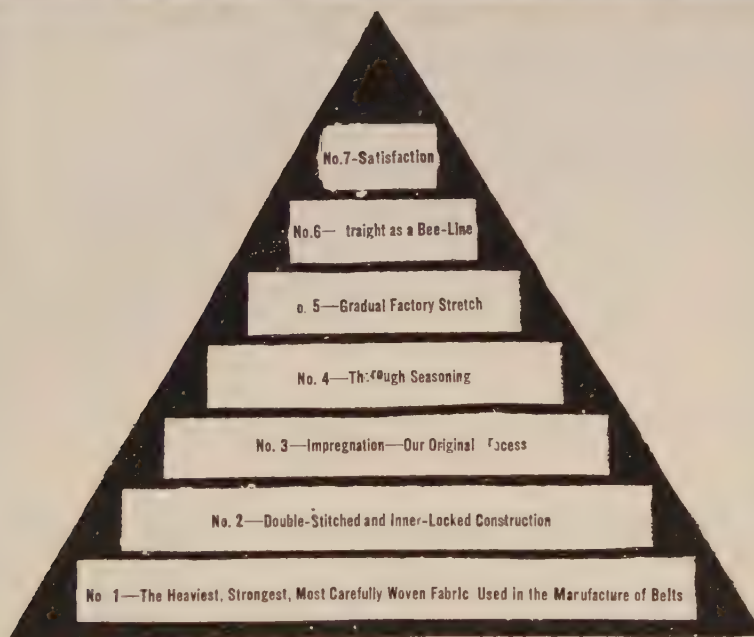 No.7-Satisfaction
No.6— traight as a Bee-Line
o. 5—Gradual Factory Stretch
No. 4—Thorough Seasoning
No. 3—Impregnation—Our Original
No. 2—Double-Stitched and Inner-Locked Construction
No 1—The Heaviest, Strongest, Most Carefully Woven Fabric Used in the Manufacture of Belts